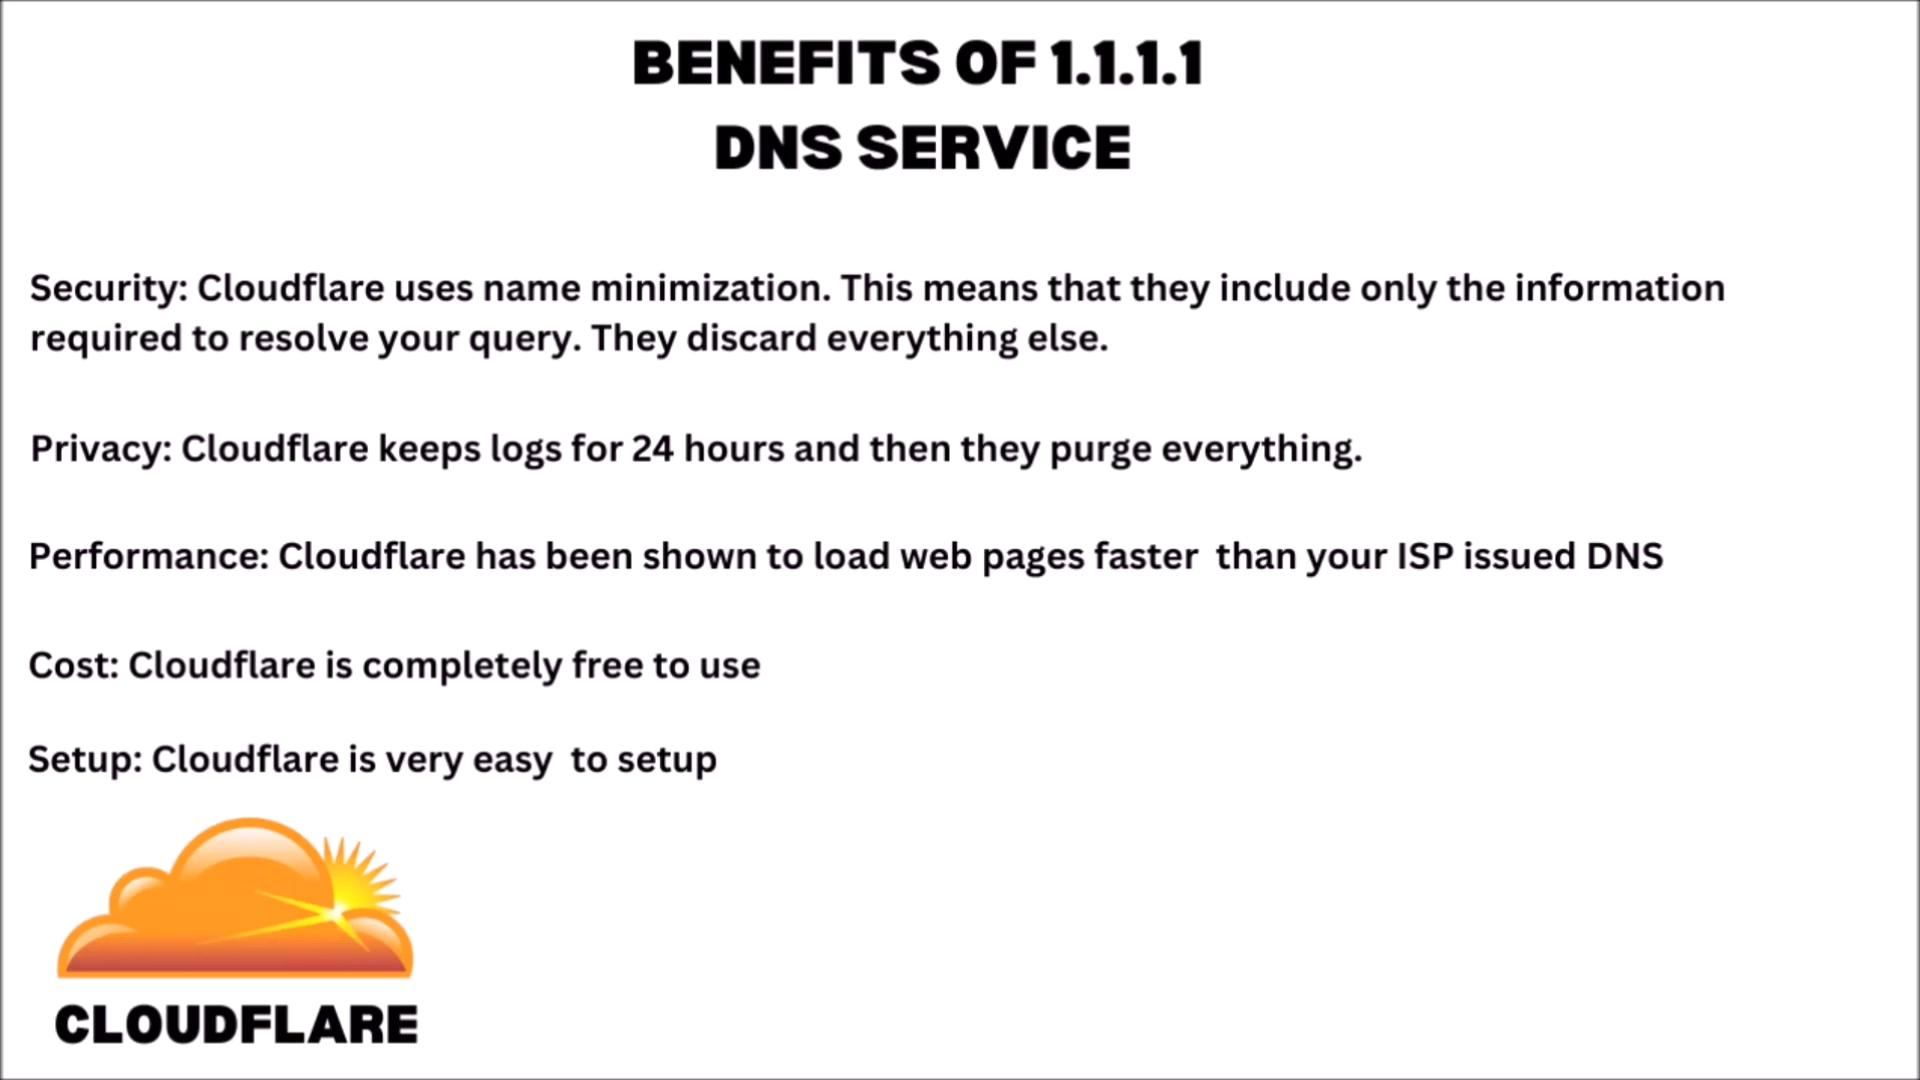 BENEFITS OF 1.1.1.1
DNS SERVICE
Security: Cloudflare uses name minimization. This means that they include only the information
required to resolve your query. They discard everything else.
Privacy: Cloudflare keeps logs for 24 hours and then they purge everything.
Performance: Cloudflare has been shown to load web pages faster  than your ISP issued DNS
Cost: Cloudflare is completely free to use
Setup: Cloudflare is very easy  to setup
CLOUDFLARE